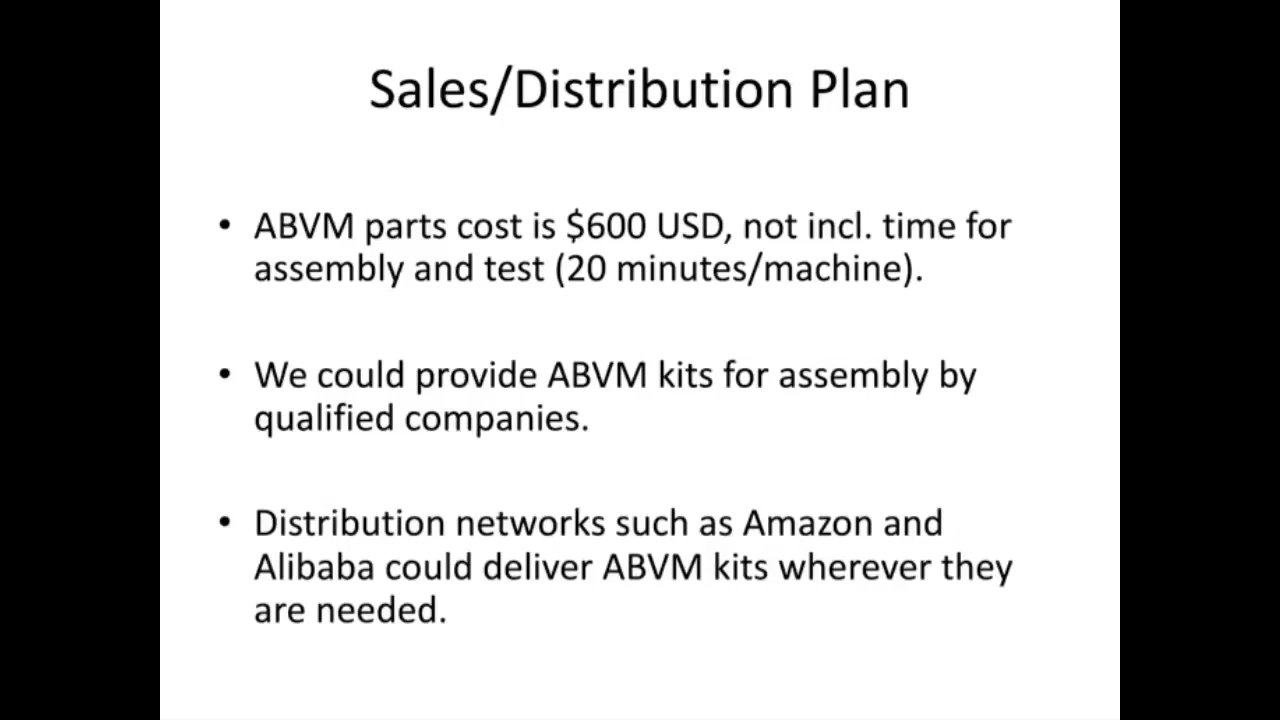 Sales/Distribution Plan
• ABVM parts cost is $600 USD, not incl. time for
assembly and test (20 minutes/machine).
• We could provide ABVM kits for assembly by
qualified companies.
• Distribution networks such as Amazon and
Alibaba could deliver ABVM kits wherever they
are needed.